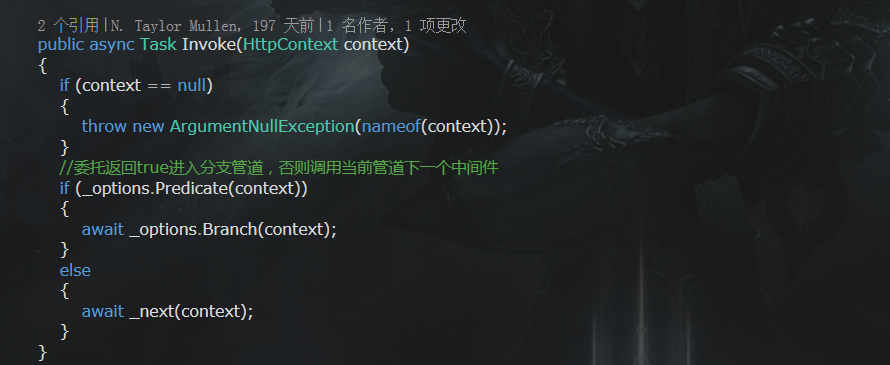 2 个引用|N. Taylor Mullen, 197 天前|1 名作者, 1 项更改
public async Task Invoke(HttpContext context)
{
if (context == null)
{
throw new ArgumentNullException(nameof(context));
}
//委托返回true进入分支管道，否则调用当前管道下一个中间件
if (_options.Predicate(context))
{
await _options.Branch(context);
}
else
{
await _next(context);
}
}